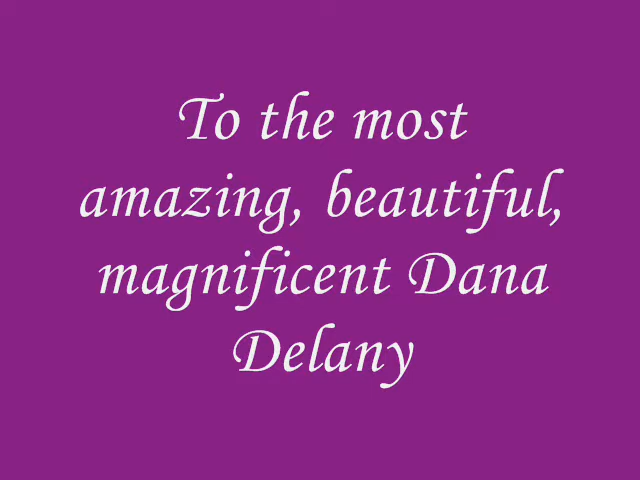 To the most
amazing, beautiful,
magnificent Dana
Delany